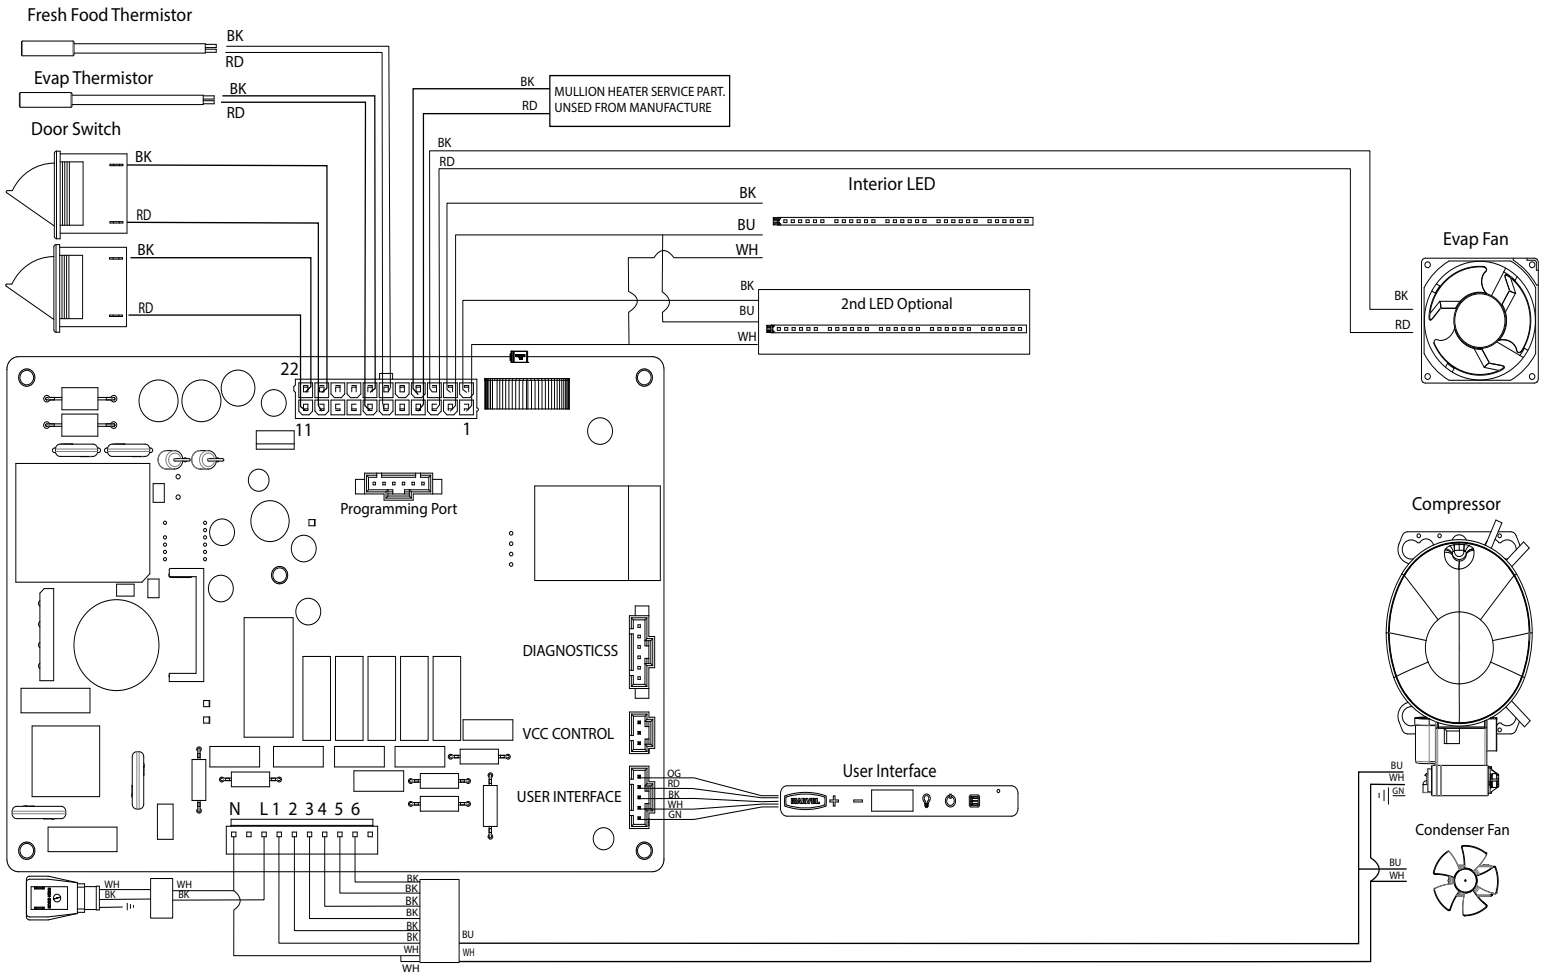 Fresh Food Thermistor
BK
RD
Evap Thermistor
BK
RD
Door Switch
BK
RD
BK
RD
BK
RD
MULLION HEATER SERVICE PART.
UNSED FROM MANUFACTURE
BK
RD
Interior LED
BK
BU
WH
BK
BU
WH
2nd LED Optional
Evap Fan
BK
RD
22
11
1
Programming Port
Compressor
DIAGNOSTICSS
VCC CONTROL
USER INTERFACE
OG
RD
BK
WH
GN
User Interface
MARVEL
BU
WH
GN
Condenser Fan
BU
WH
N L 1 2 3 4 5 6
WH
BK
WH
BK
BK
BK
BK
BK
BK
BK
WH
WH
BU
WH